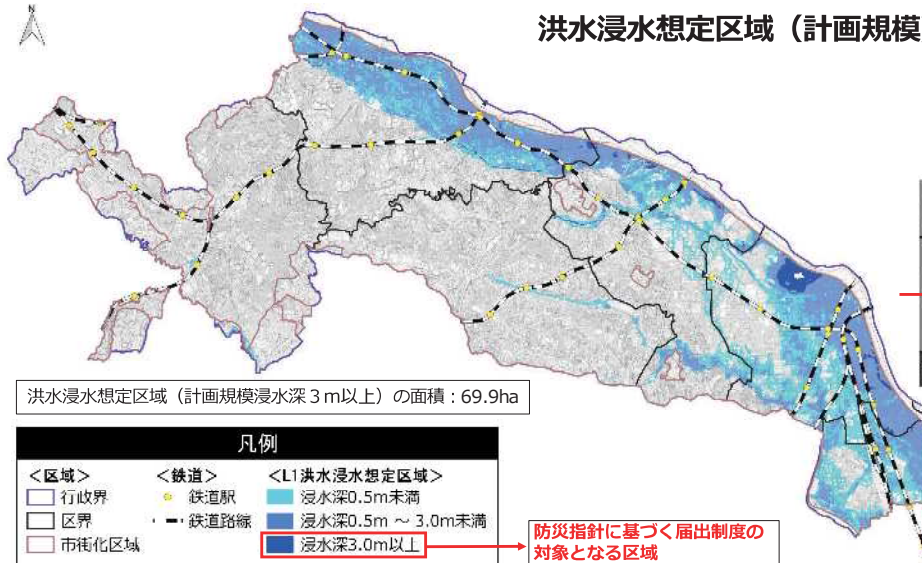 N
洪水浸水想定区域（計画規模
洪水浸水想定区域（計画規模浸水深３ｍ以上）の面積：69.9ha
凡例
＜区域＞
行政界
区界
市街化区域
＜鉄道＞
鉄道駅
鉄道路線
＜L1洪水浸水想定区域＞
浸水深0.5m未満
浸水深0.5m ～ 3.0m未満
浸水深3.0m以上
防災指針に基づく届出制度の
対象となる区域